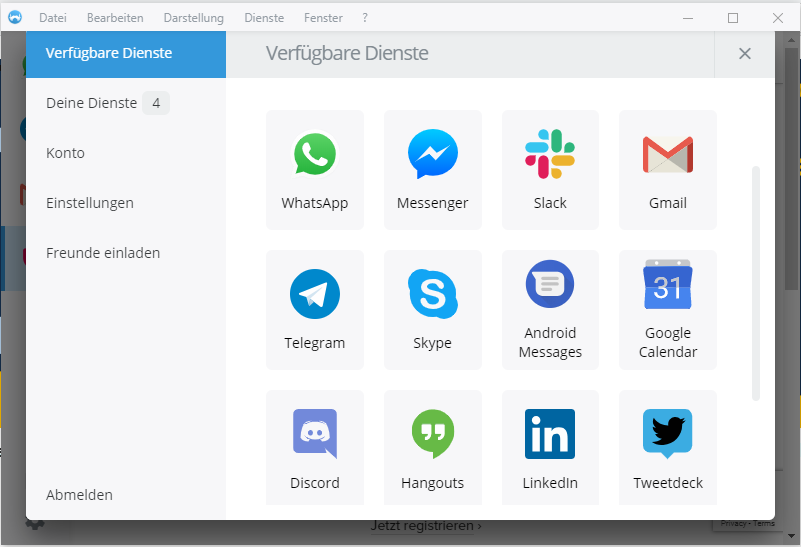 Datei Bearbeiten Darstellung Dienste Fenster ?
Verfügbare Dienste
Verfügbare Dienste
Deine Dienste 4
Konto
Einstellungen
Freunde einladen
Abmelden
WhatsApp
Messenger
Slack
Gmail
Telegram
Skype
Android
Messages
31
Google
Calendar
Discord
Hangouts
in
LinkedIn
Tweetdeck
Jetzt registrieren ›
Privacy - Terms